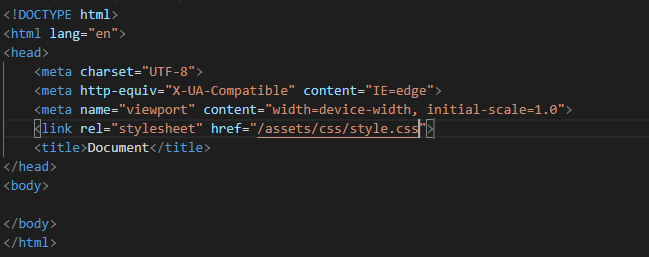 <!DOCTYPE html>
<html lang="en">
<head>
    <meta charset="UTF-8">
    <meta http-equiv="X-UA-Compatible" content="IE=edge">
    <meta name="viewport" content="width=device-width, initial-scale=1.0">
    <link rel="stylesheet" href="/assets/css/style.css">
    <title>Document</title>
</head>
<body>

</body>
</html>